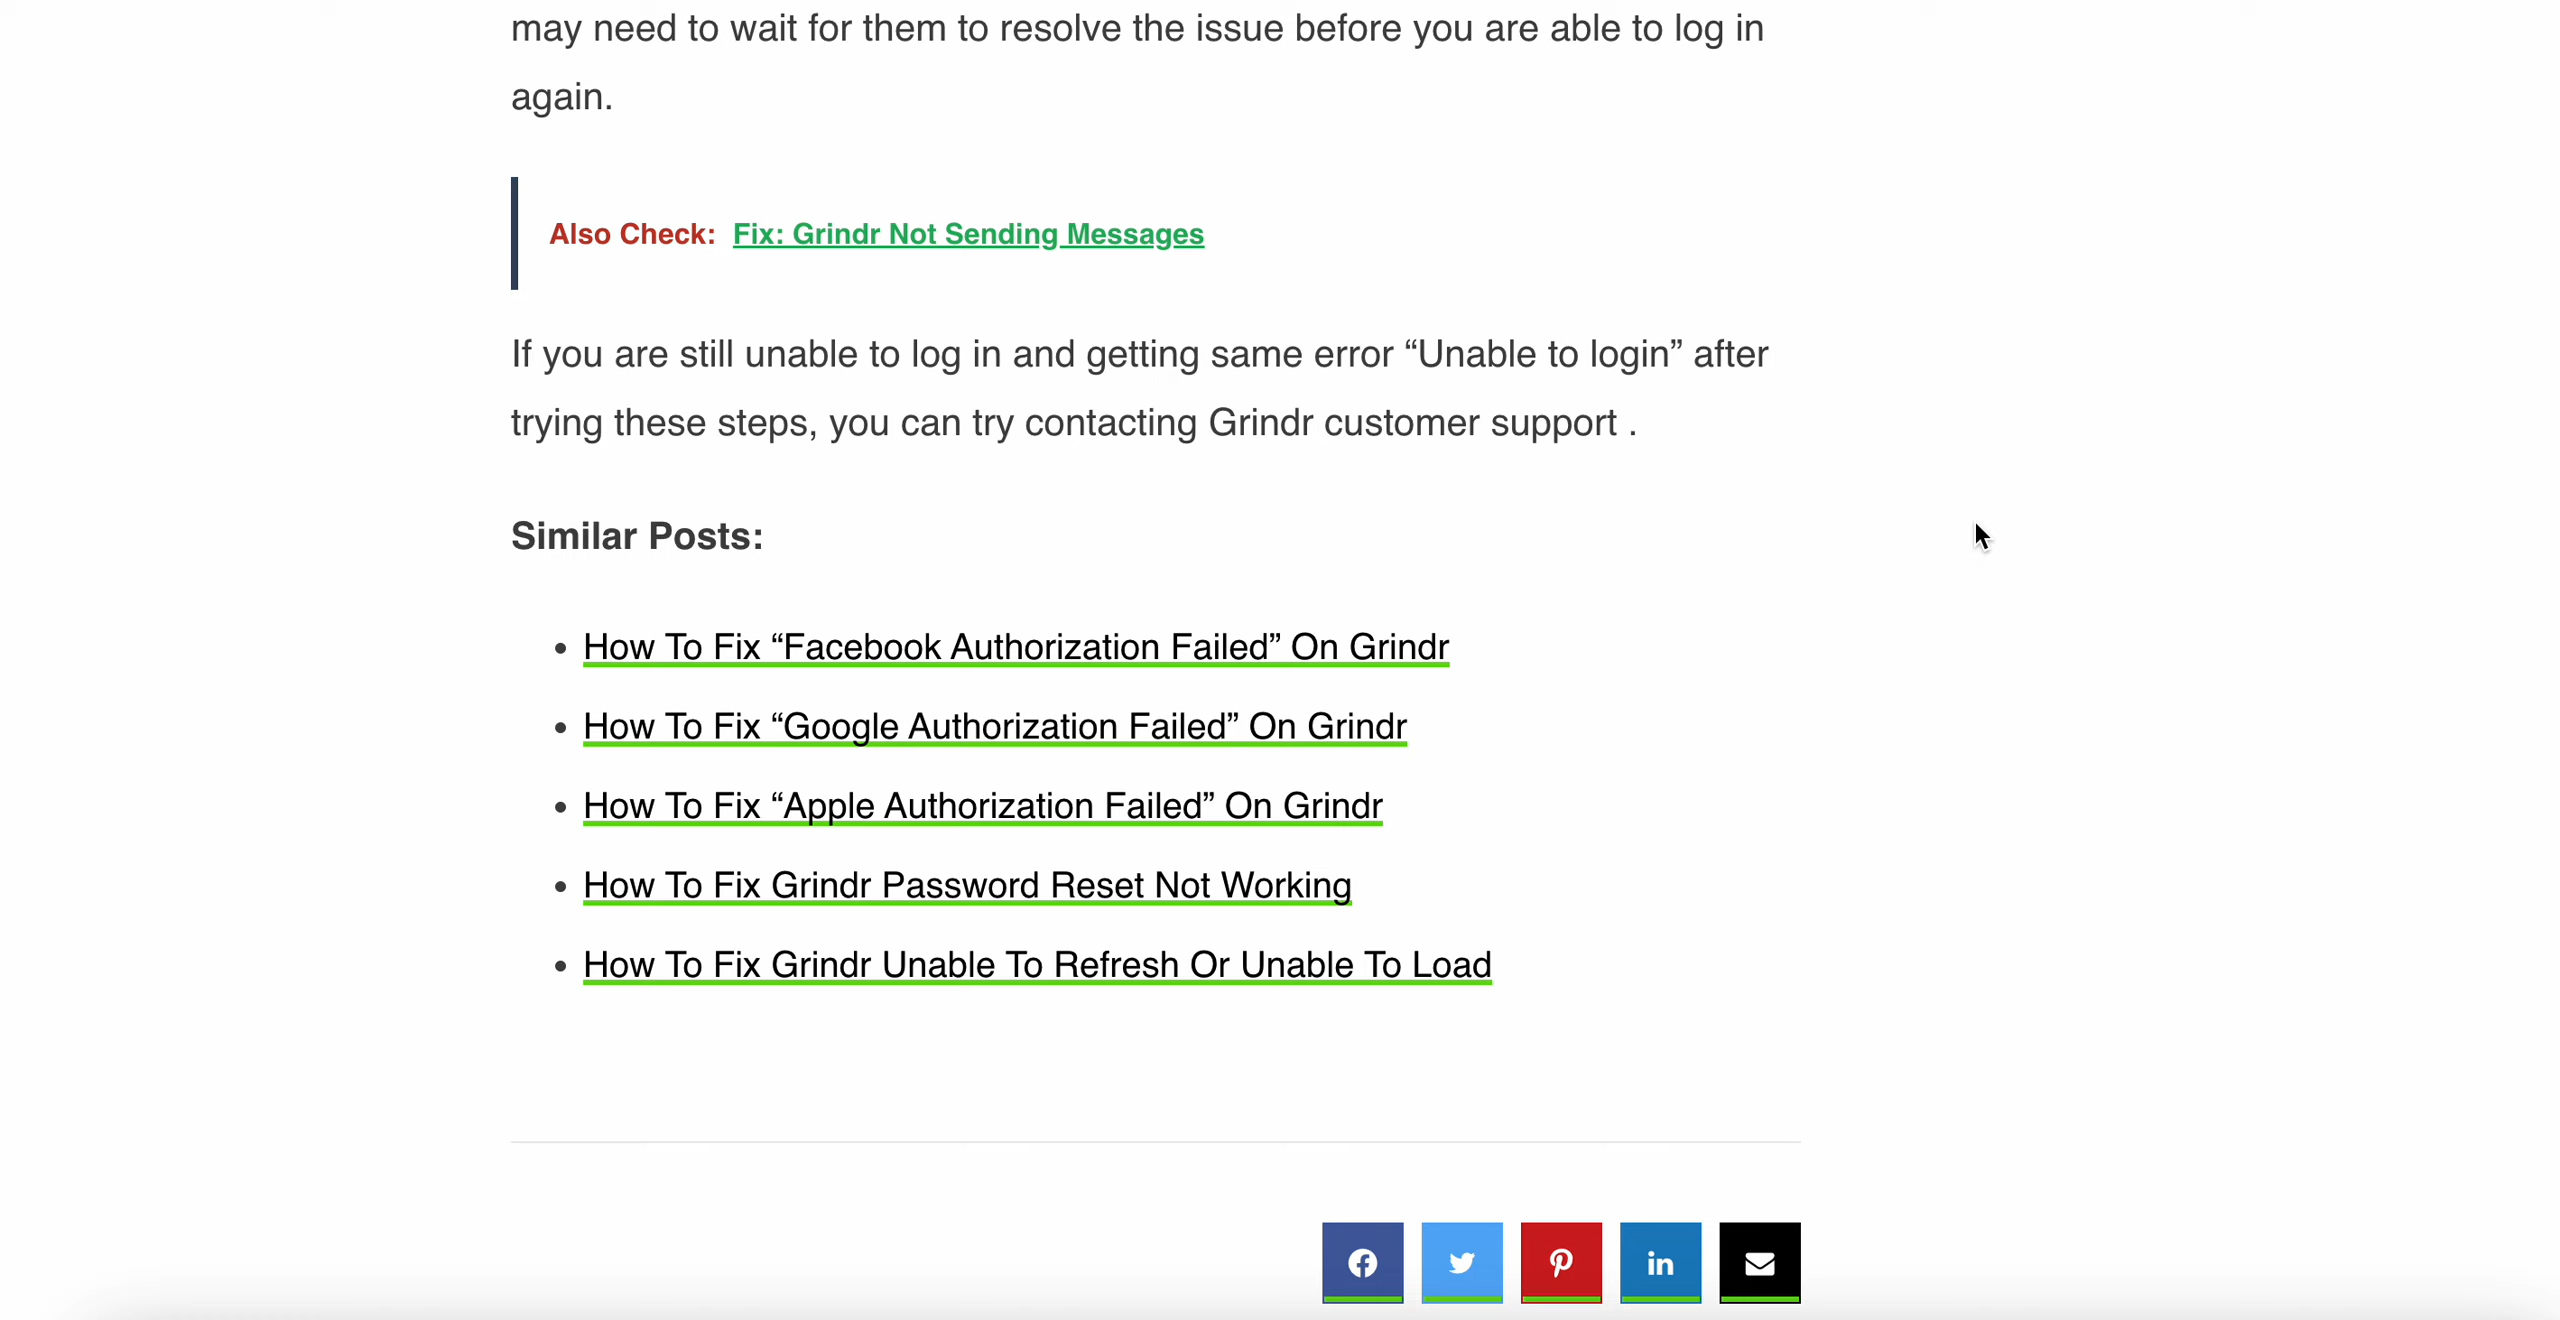 may need to wait for them to resolve the issue before you are able to log in
again.
Also Check: Fix: Grindr Not Sending Messages
If you are still unable to log in and getting same error “Unable to login” after
trying these steps, you can try contacting Grindr customer support .
Similar Posts:
• How To Fix “Facebook Authorization Failed” On Grindr
• How To Fix “Google Authorization Failed” On Grindr
• How To Fix “Apple Authorization Failed” On Grindr
• How To Fix Grindr Password Reset Not Working
• How To Fix Grindr Unable To Refresh Or Unable To Load